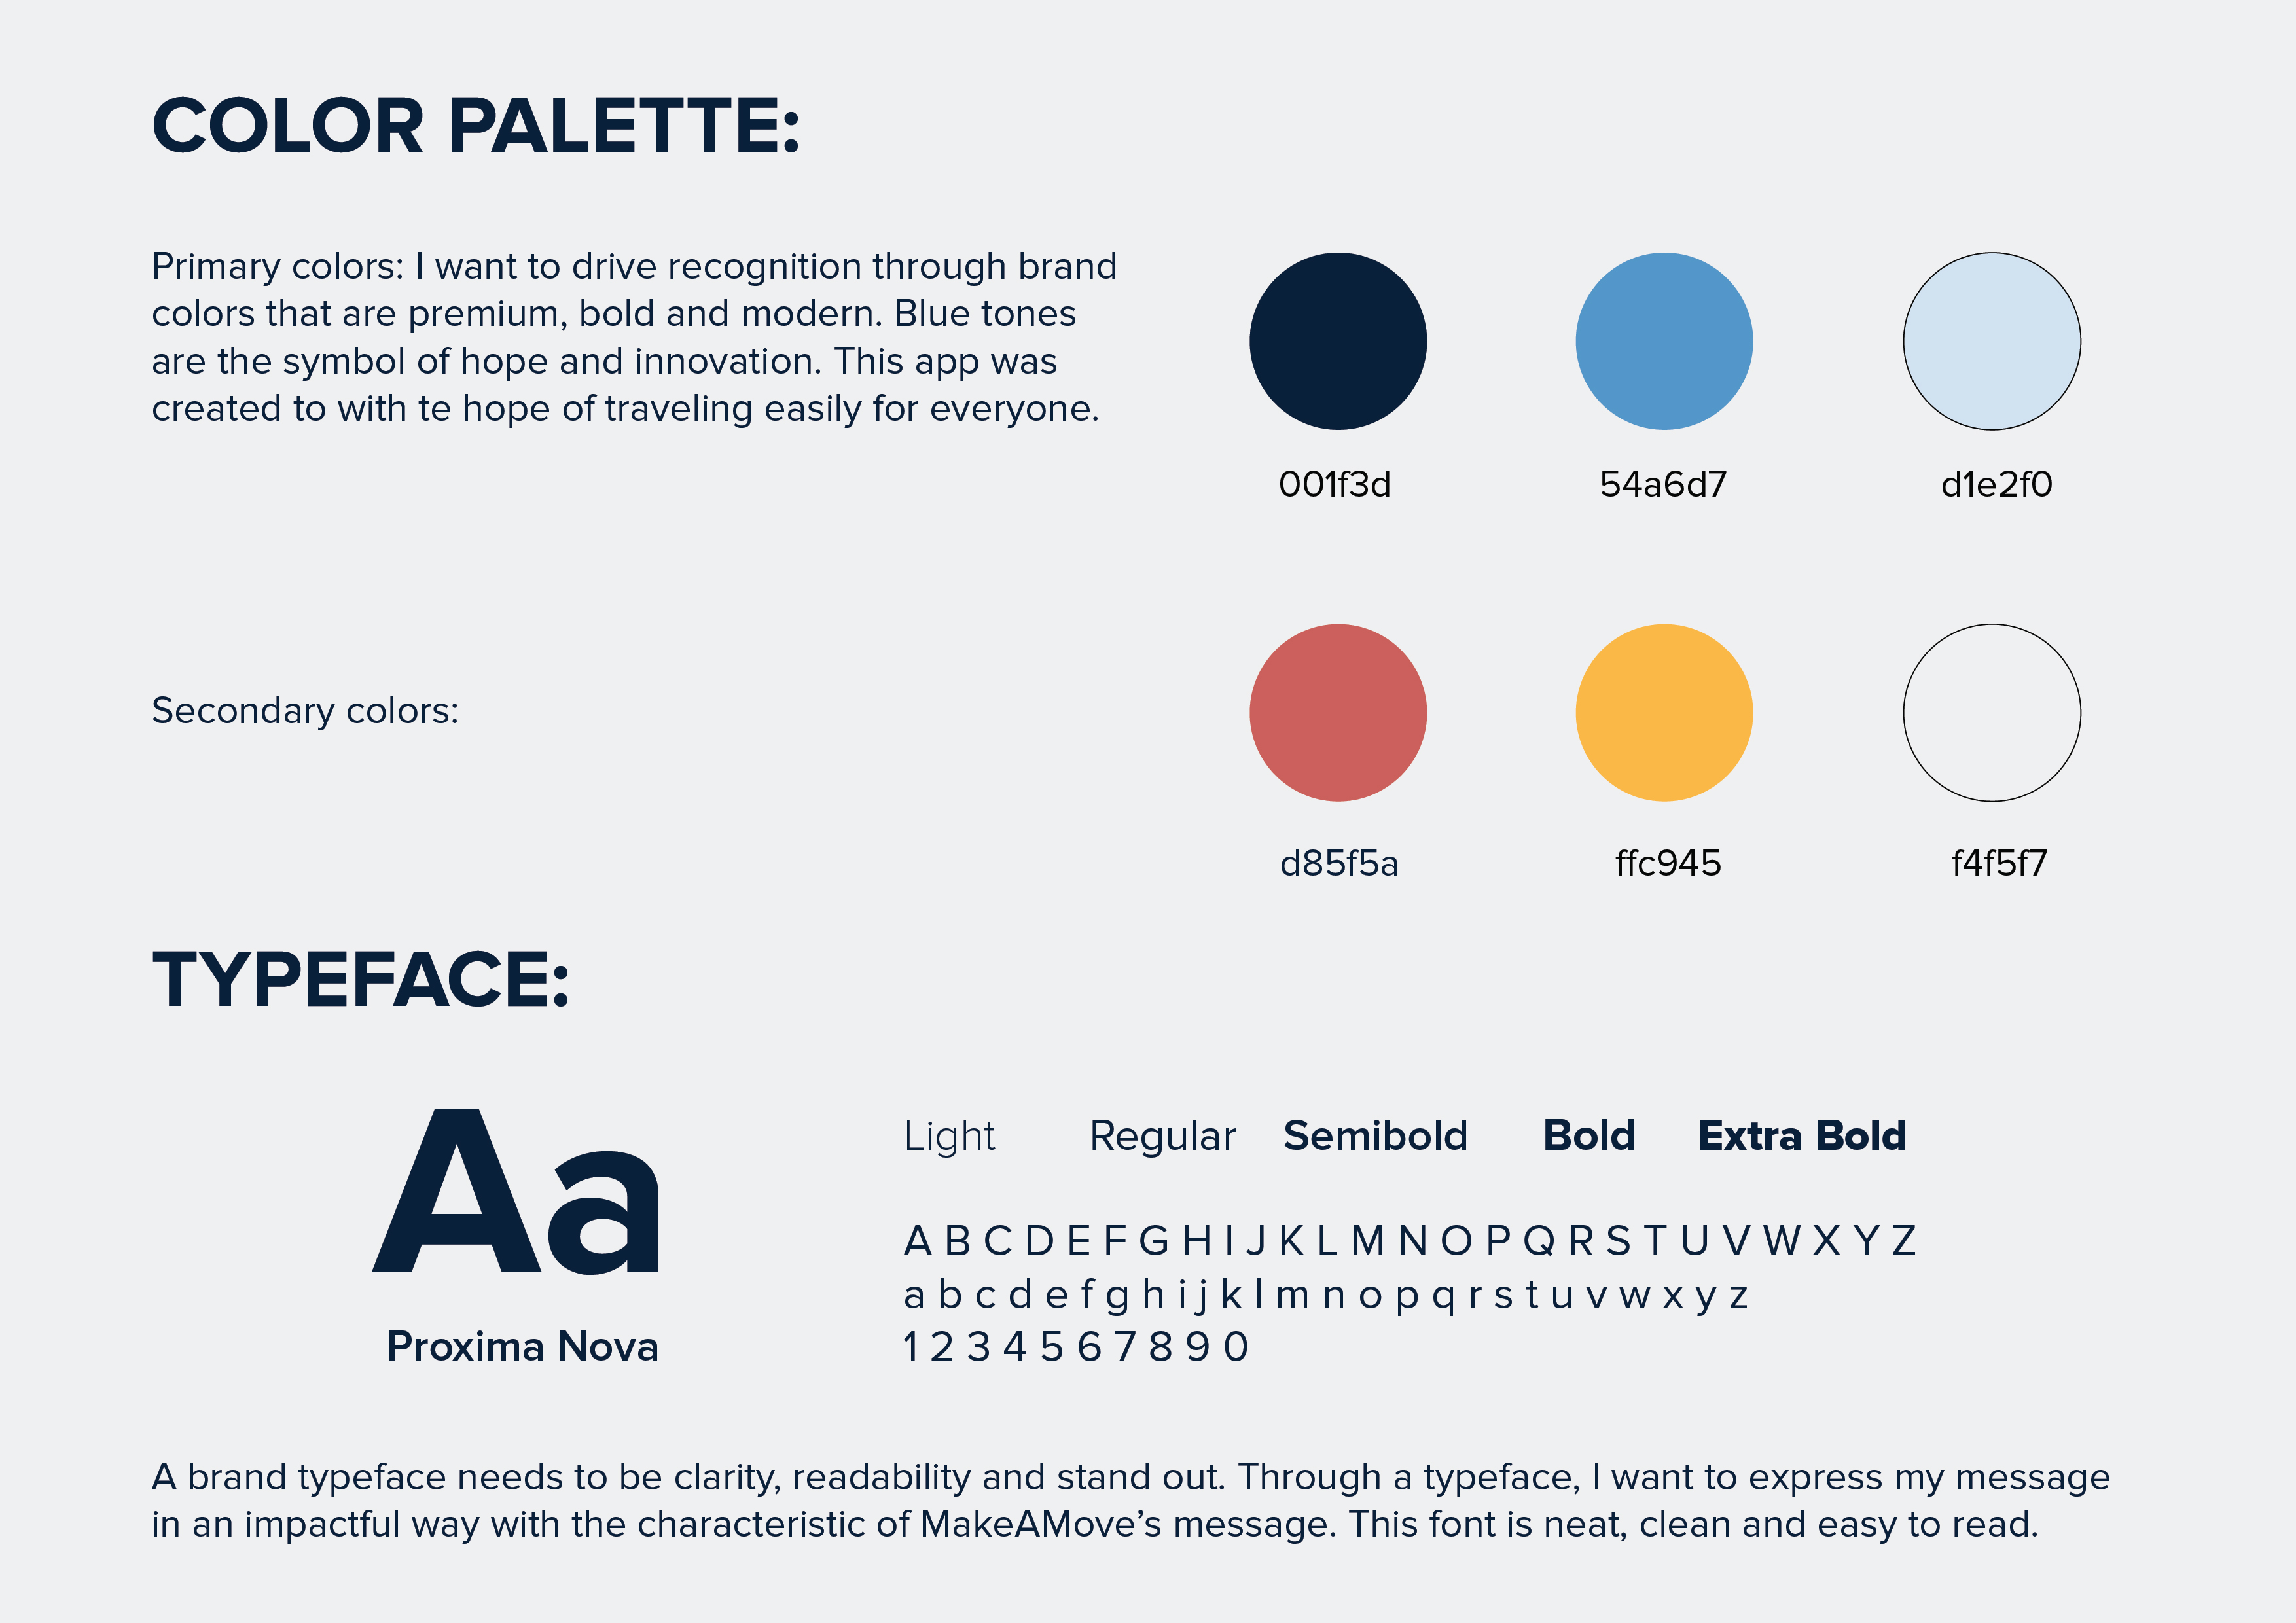 COLOR PALETTE:
Primary colors: I want to drive recognition through brand
colors that are premium, bold and modern. Blue tones
are the symbol of hope and innovation. This app was
created to with te hope of traveling easily for everyone.
001f3d 54a6d7 d1e2f0
Secondary colors:
d85f5a ffc945 f4f5f7
TYPEFACE:
Aa
Proxima Nova
Light Regular Semibold Bold Extra Bold
A B C D E F G H I J K L M N O P Q R S T U V W X Y Z
a b c d e f g h i j k l m n o p q r s t u v w x y z
1 2 3 4 5 6 7 8 9 0
A brand typeface needs to be clarity, readability and stand out. Through a typeface, I want to express my message
in an impactful way with the characteristic of MakeAMove’s message. This font is neat, clean and easy to read.